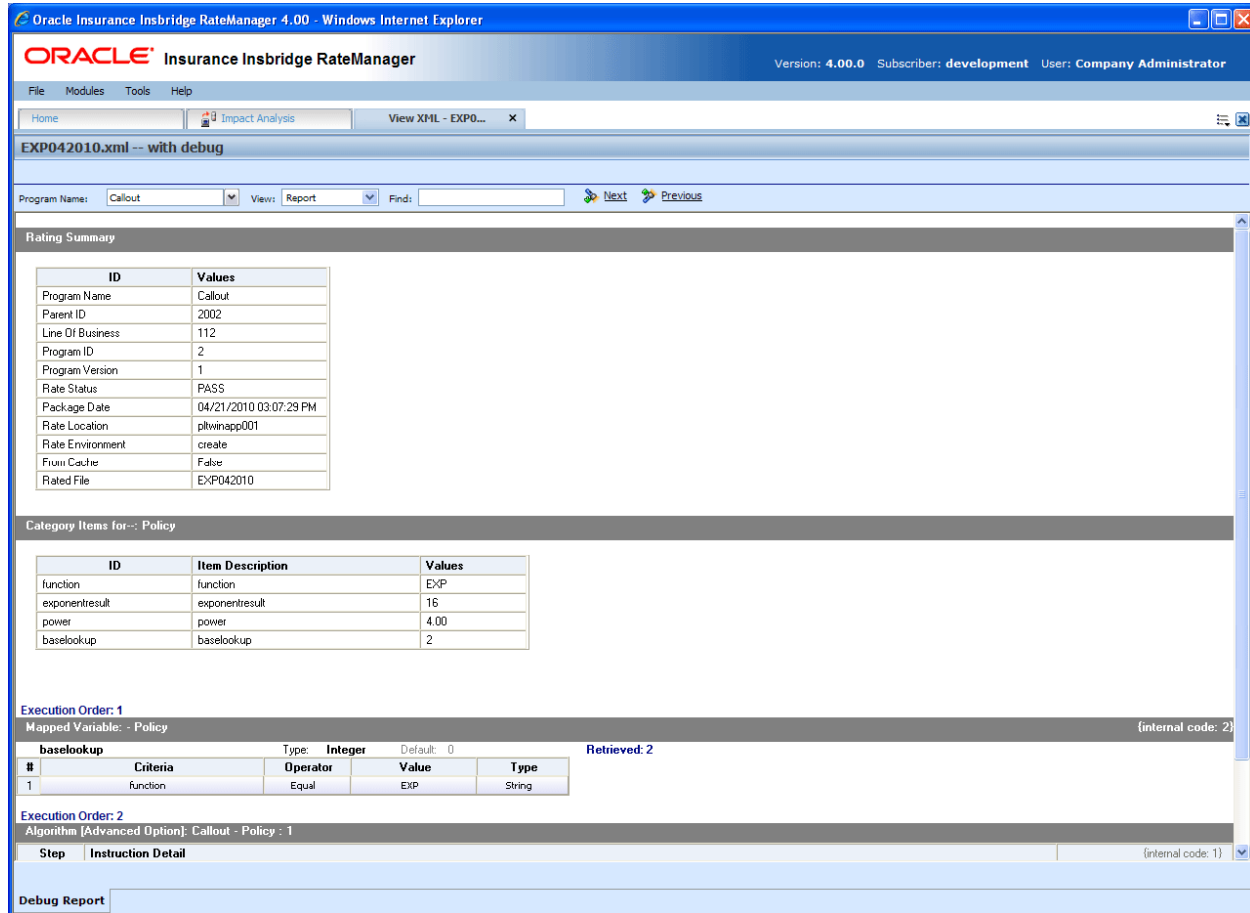 Oracle Insurance Insbridge RateManager 4.00 - Windows Internet Explorer
ORACLE Insurance Insbridge RateManager
Version: 4.00.0 Subscriber: development User: Company Administrator
File Modules Tools Help
Home Impact Analysis View XML - EXP0... x
EXP042010.xml -- with debug
Program Name: Callout View: Report Find: Next Previous
Rating Summary
ID Values
Program Name Callout
Parent ID 2002
Line Of Business 112
Program ID 2
Program Version 1
Rate Status PASS
Package Date 04/21/2010 03:07:29 PM
Rate Location pltwinapp001
Rate Environment create
From Cache False
Rated File EXP042010
Category Items for--: Policy
ID Item Description Values
function function EXP
exponentresult exponentresult 16
power power 4.00
baselookup baselookup 2
Execution Order: 1
Mapped Variable: - Policy {internal code: 2}
baselookup Type: Integer Default: 0 Retrieved: 2
# Criteria Operator Value Type
1 function Equal EXP String
Execution Order: 2
Algorithm [Advanced Option]: Callout - Policy : 1
Step Instruction Detail {internal code: 1}
Debug Report